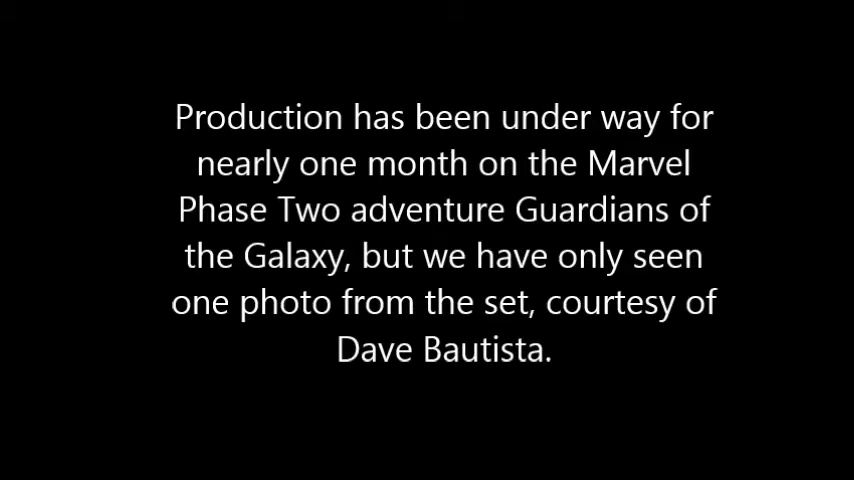 Production has been under way for
nearly one month on the Marvel
Phase Two adventure Guardians of
the Galaxy, but we have only seen
one photo from the set, courtesy of
Dave Bautista.